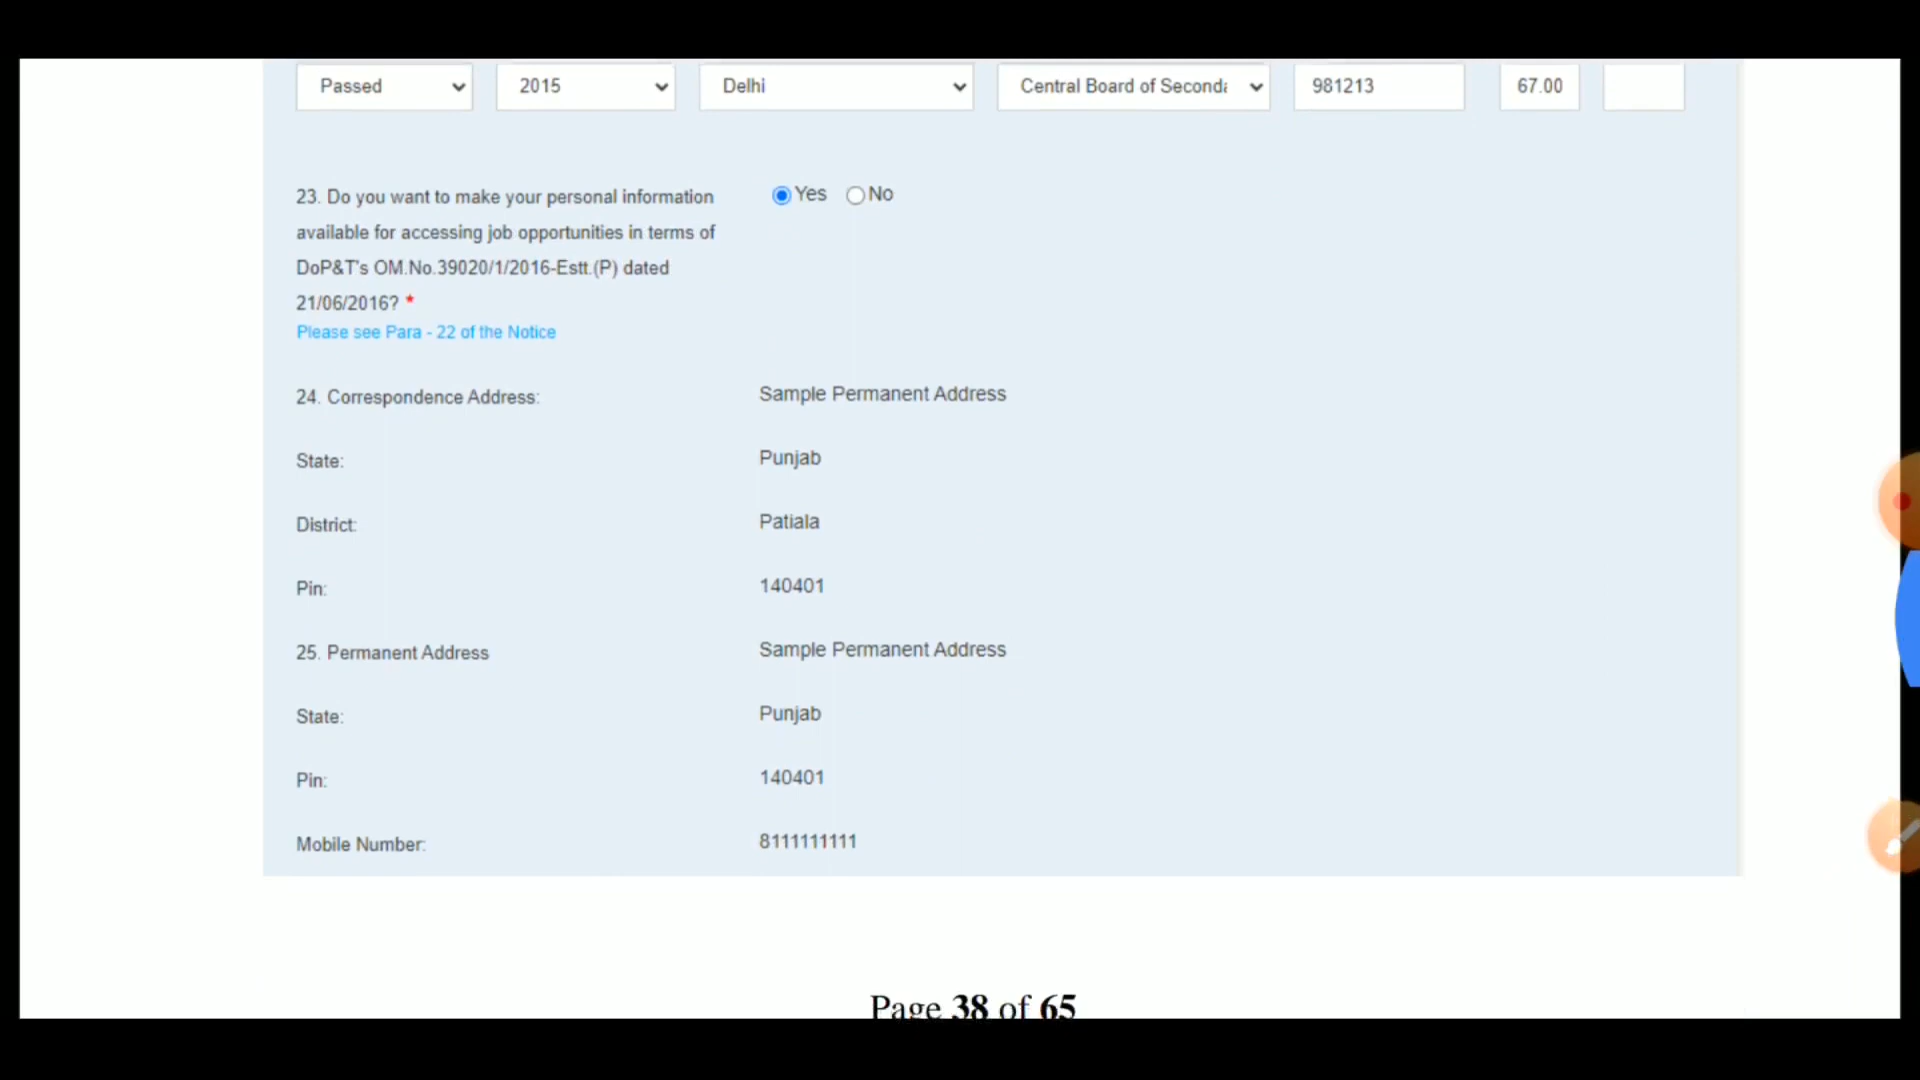 Passed 2015 Delhi Central Board of Seconda 981213 67.00
23. Do you want to make your personal information Yes No
available for accessing job opportunities in terms of
DoP&T's OM.No.39020/1/2016-Estt.(P) dated
21/06/2016? *
Please see Para - 22 of the Notice
24. Correspondence Address: Sample Permanent Address
State: Punjab
District: Patiala
Pin: 140401
25. Permanent Address Sample Permanent Address
State: Punjab
Pin: 140401
Mobile Number: 8111111111
Page 38 of 65